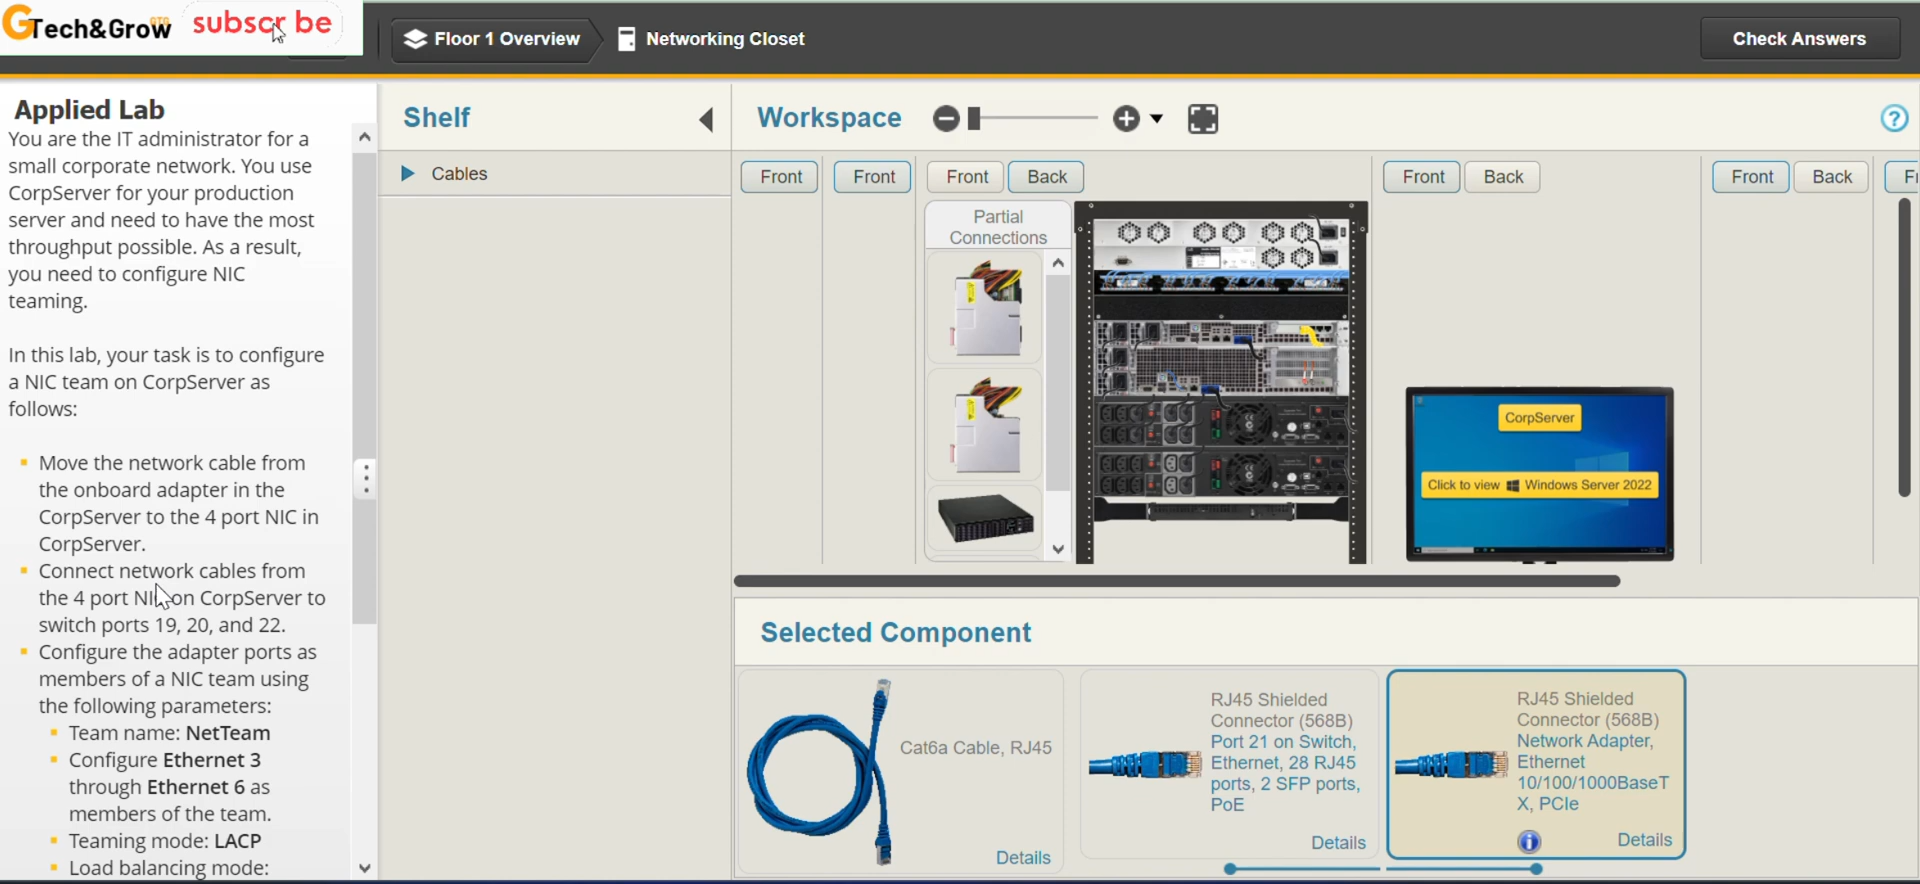 GTech&Grow
subscr be
Floor 1 Overview
Networking Closet
Check Answers
Applied Lab
You are the IT administrator for a
small corporate network. You use
CorpServer for your production
server and need to have the most
throughput possible. As a result,
you need to configure NIC
teaming.
In this lab, your task is to configure
a NIC team on CorpServer as
follows:
Move the network cable from
the onboard adapter in the
CorpServer to the 4 port NIC in
CorpServer.
Connect network cables from
the 4 port NIC on CorpServer to
switch ports 19, 20, and 22.
Configure the adapter ports as
members of a NIC team using
the following parameters:
Team name: NetTeam
Configure Ethernet 3
through Ethernet 6 as
members of the team.
Teaming mode: LACP
Load balancing mode:
Shelf
Cables
Workspace
Front
Front
Front Back
Front Back
Front Back
Partial
Connections
CorpServer
Click to view Windows Server 2022
Selected Component
Cat6a Cable, RJ45
Details
RJ45 Shielded
Connector (568B)
Port 21 on Switch,
Ethernet, 28 RJ45
ports, 2 SFP ports,
PoE
Details
RJ45 Shielded
Connector (568B)
Network Adapter,
Ethernet
10/100/1000BaseT
X, PCIe
Details